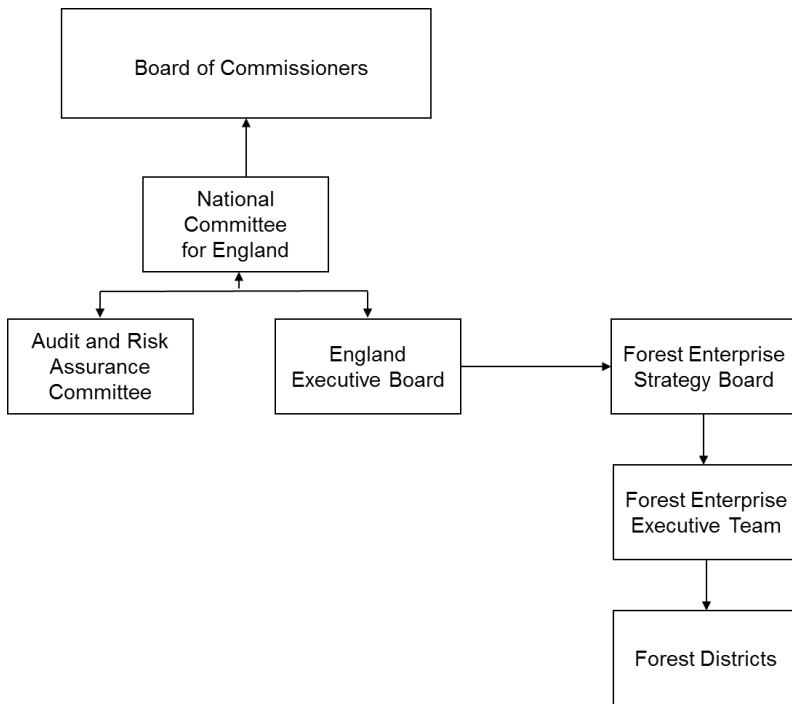 Board of Commissioners
National
Committee
for England
Audit and Risk
Assurance
Committee
England
Executive Board
Forest Enterprise
Strategy Board
Forest Enterprise
Executive Team
Forest Districts